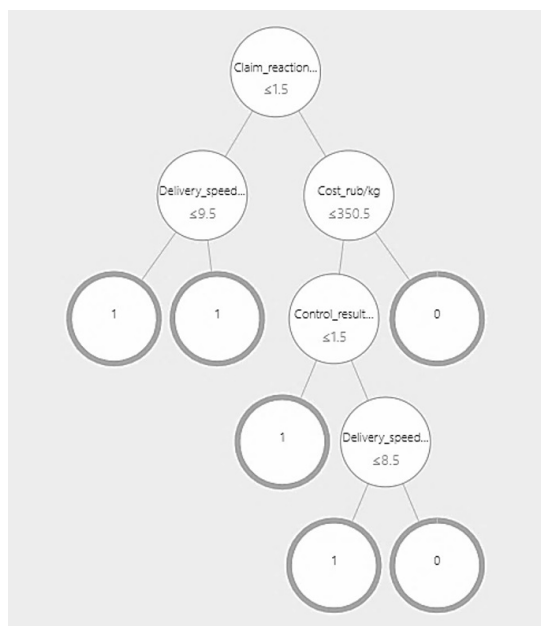 Claim_reaction...
≤1.5
Delivery_speed...
≤9.5
Cost_rub/kg
≤350.5
1
1
Control_result...
≤1.5
0
1
Delivery_speed...
≤8.5
1
0